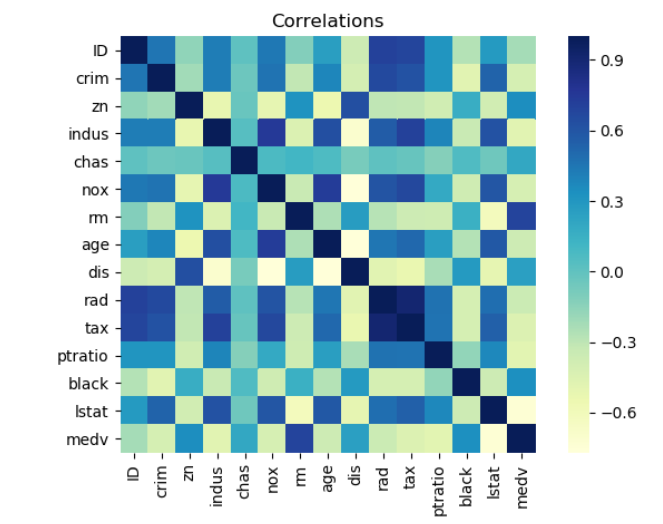 Correlations
ID
crim
zn
indus
chas
nox
rm
age
dis
rad
tax
ptratio
black
lstat
medv
ID
crim
zn
indus
chas
nox
rm
age
dis
rad
tax
ptratio
black
lstat
medv
0.9
0.6
0.3
0.0
−0.3
−0.6